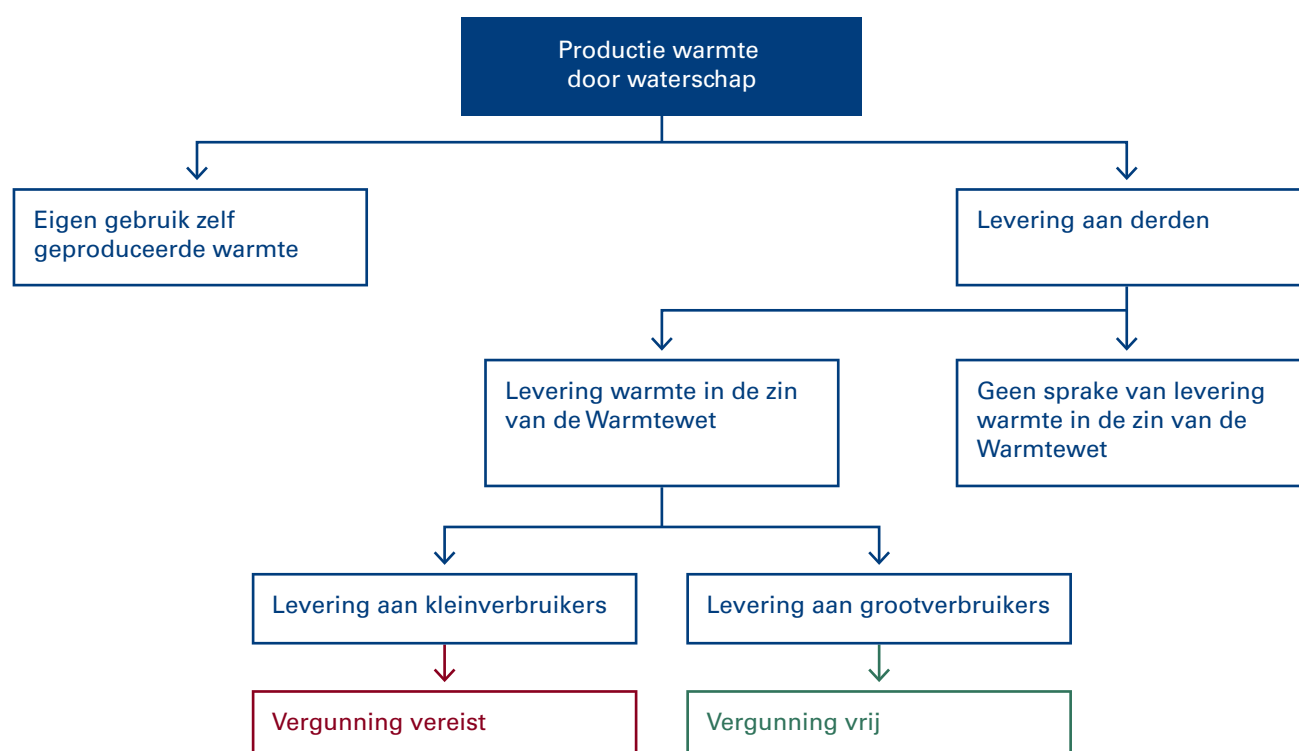 Productie warmte
door waterschap
Eigen gebruik zelf
geproduceerde warmte
Levering aan derden
Levering warmte in de zin
van de Warmtewet
Geen sprake van levering
warmte in de zin van de
Warmtewet
Levering aan kleinverbruikers
Levering aan grootverbruikers
Vergunning vereist
Vergunning vrij